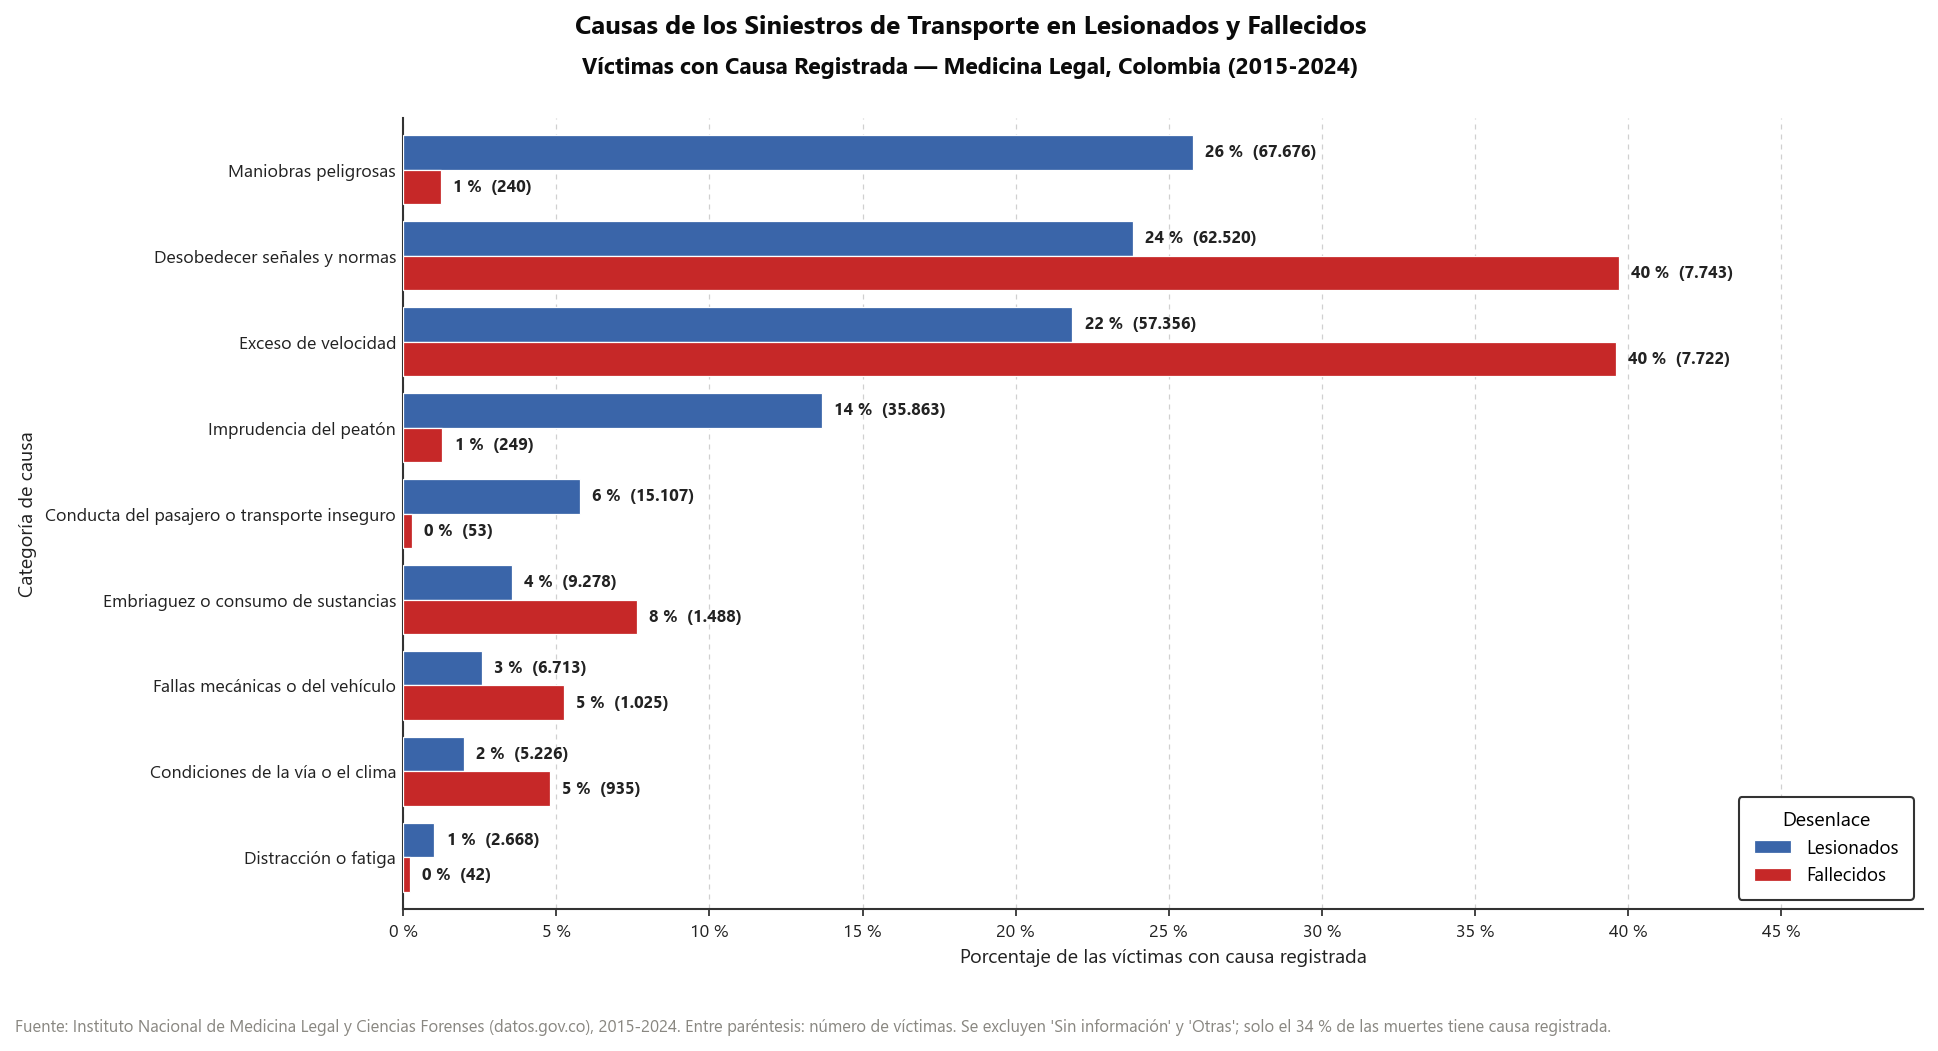 Causas de los Siniestros de Transporte en Lesionados y Fallecidos
Víctimas con Causa Registrada — Medicina Legal, Colombia (2015-2024)
Categoría de causa
Maniobras peligrosas
26 % (67.676)
1 % (240)
Desobedecer señales y normas
24 % (62.520)
40 % (7.743)
Exceso de velocidad
22 % (57.356)
40 % (7.722)
Imprudencia del peatón
14 % (35.863)
1 % (249)
Conducta del pasajero o transporte inseguro
6 % (15.107)
0 % (53)
Embriaguez o consumo de sustancias
4 % (9.278)
8 % (1.488)
Fallas mecánicas o del vehículo
3 % (6.713)
5 % (1.025)
Condiciones de la vía o el clima
2 % (5.226)
5 % (935)
Distracción o fatiga
1 % (2.668)
0 % (42)
Desenlace
Lesionados
Fallecidos
0 % 5 % 10 % 15 % 20 % 25 % 30 % 35 % 40 % 45 %
Porcentaje de las víctimas con causa registrada
Fuente: Instituto Nacional de Medicina Legal y Ciencias Forenses (datos.gov.co), 2015-2024. Entre paréntesis: número de víctimas. Se excluyen 'Sin información' y 'Otras'; solo el 34 % de las muertes tiene causa registrada.